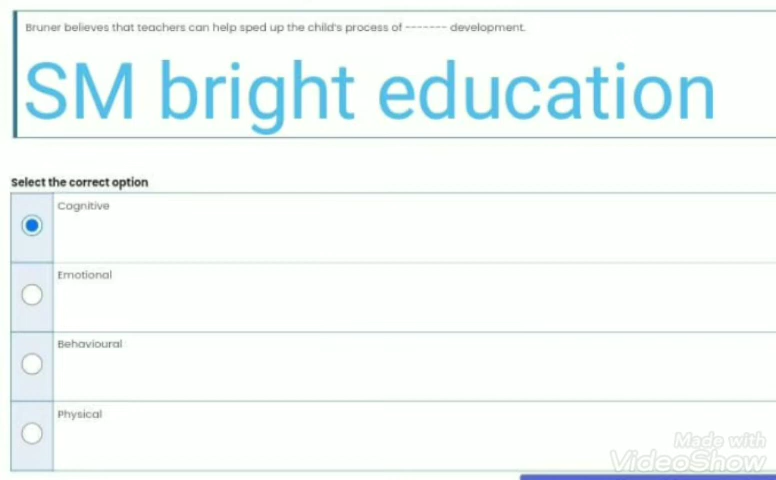 Bruner believes that teachers can help sped up the child's process of ------- development.
SM bright education
Select the correct option
Cognitive
Emotional
Behavioural
Physical
Made with
VideoShow